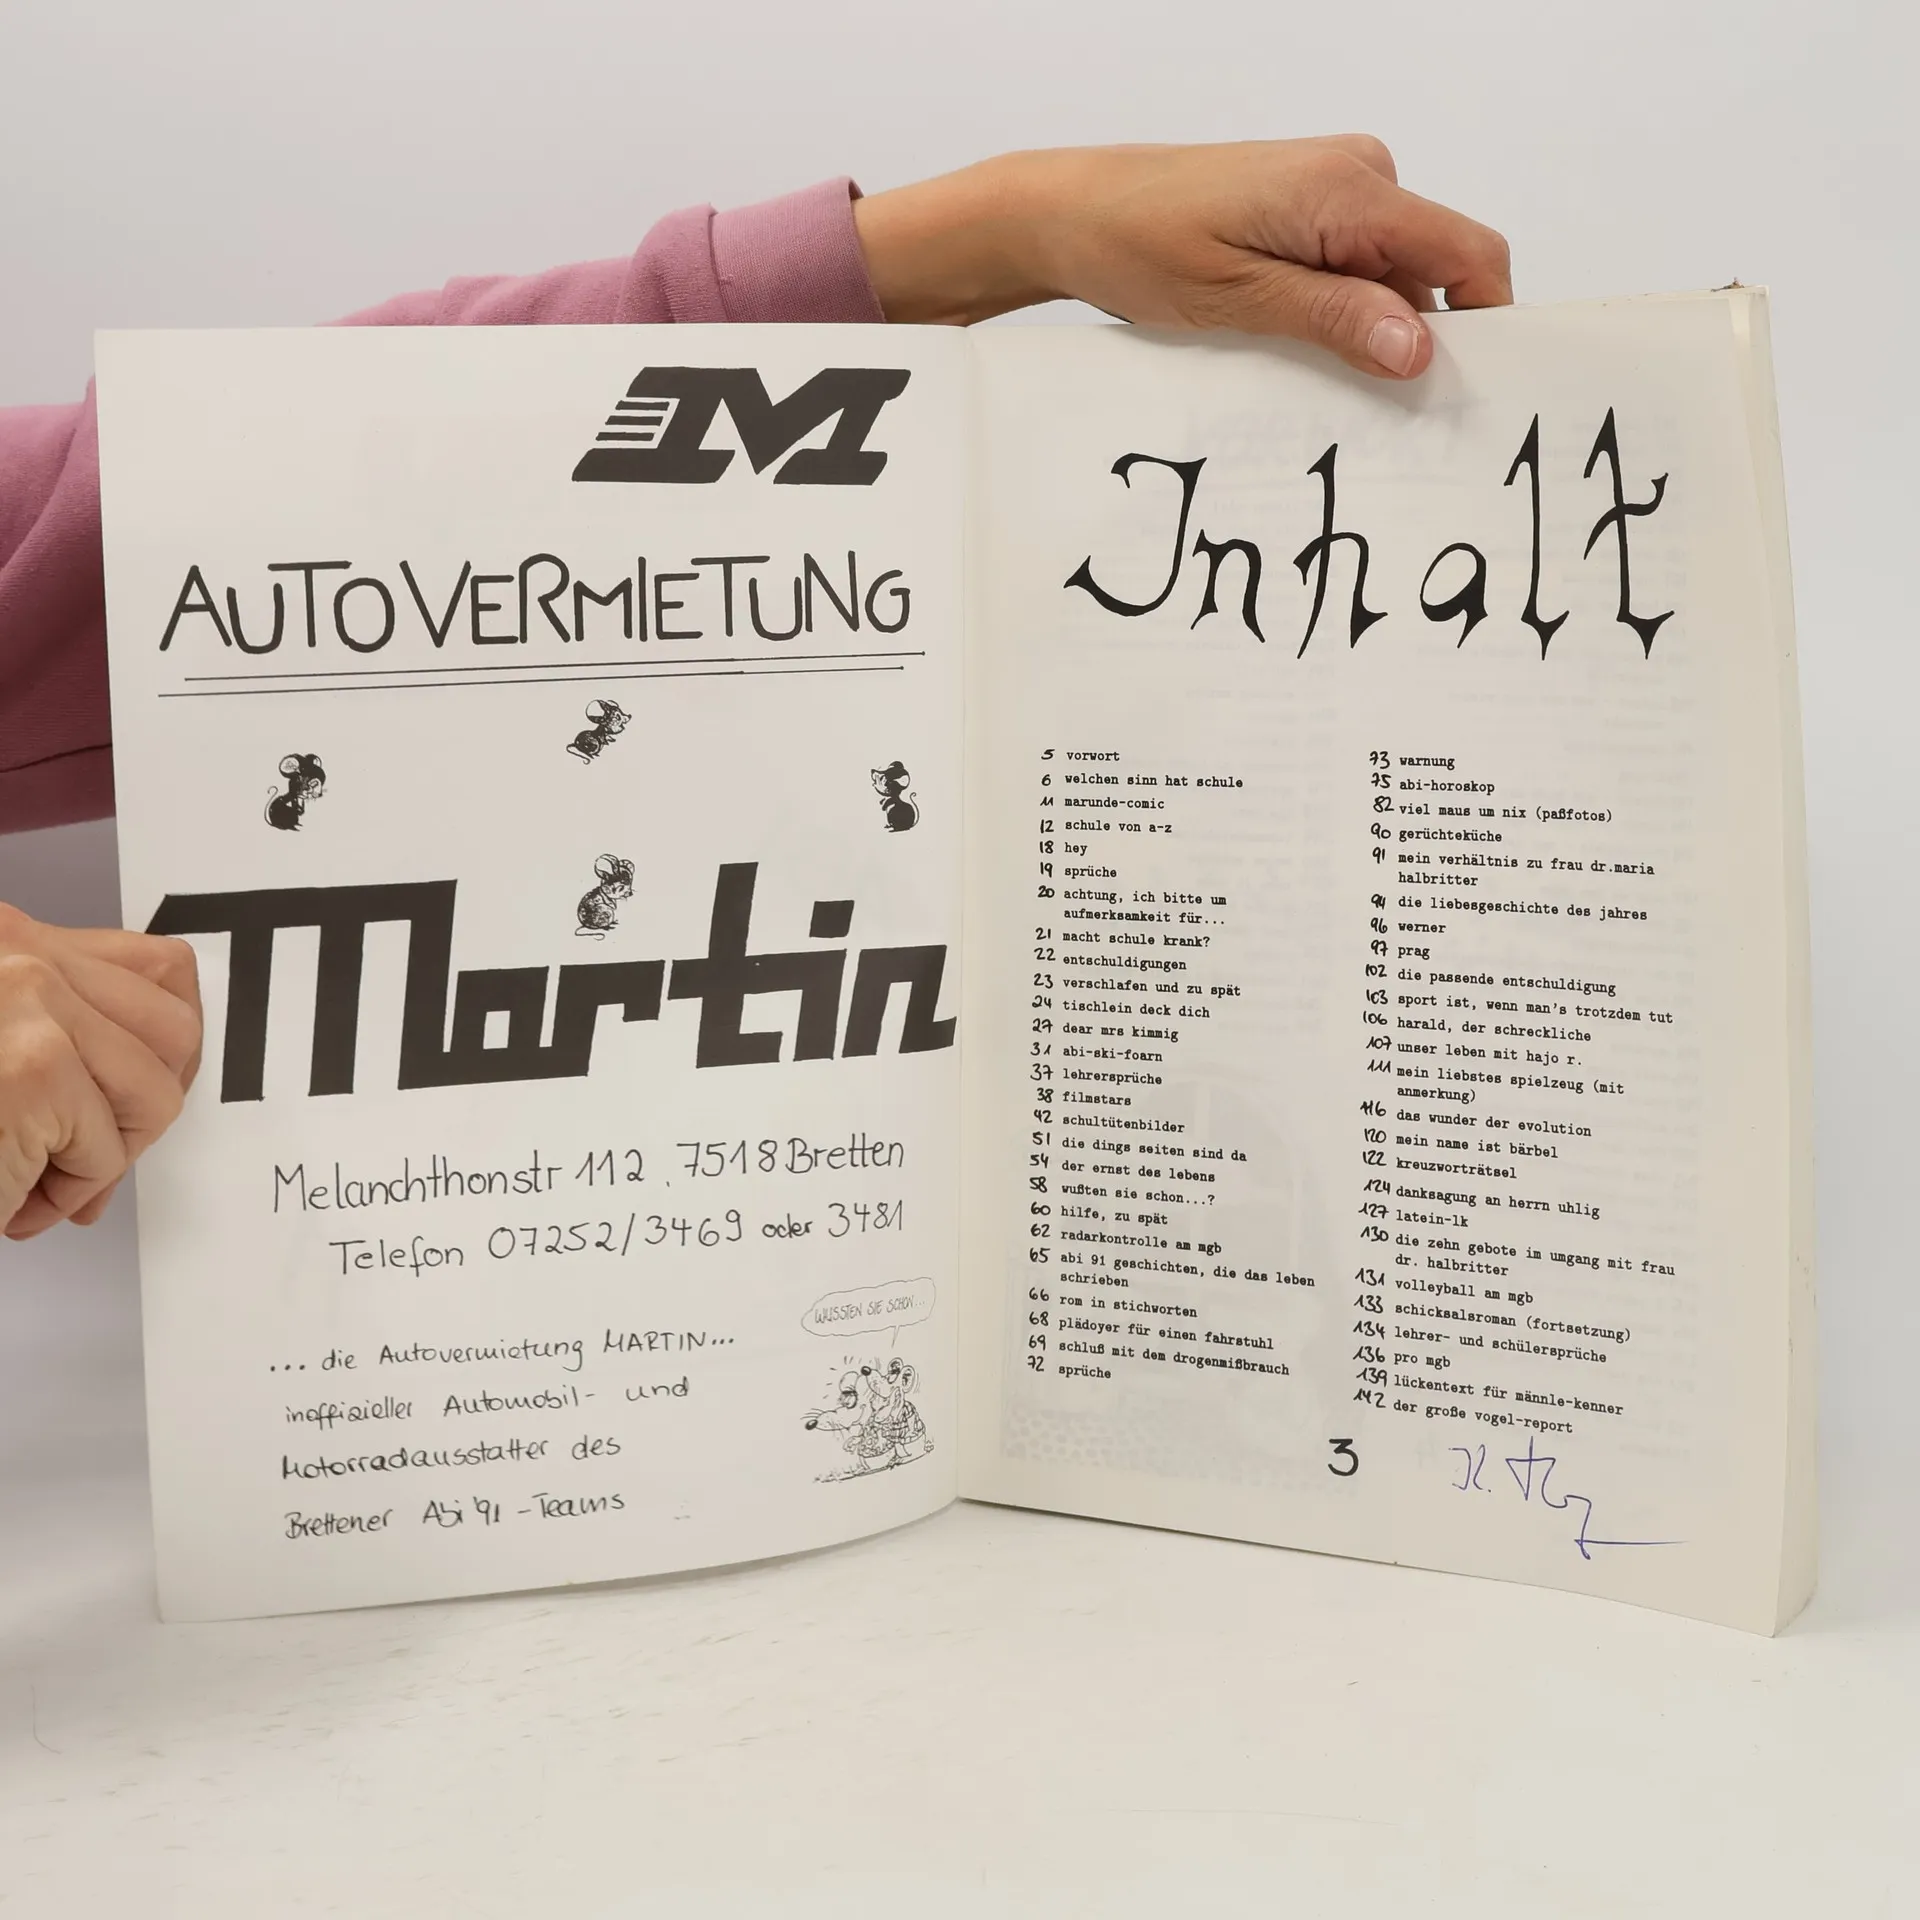 M
AUTOVERMIETUNG
Martin
Melanchthonstr 112, 7518 Bretten
Telefon 07252/3469 oder 3481
WUSSTEN SIE SCHON...
... die Autovermietung MARTIN...
inoffizieller Automobil- und
Motorradausstatter des
Brettener Abi '91 - Teams
Inhalt
5 vorwort
6 welchen sinn hat schule
11 marunde-comic
12 schule von a-z
18 hey
19 sprüche
20 achtung, ich bitte um
aufmerksamkeit für...
21 macht schule krank?
22 entschuldigungen
23 verschlafen und zu spät
24 tischlein deck dich
27 dear mrs kimmig
31 abi-ski-foarn
37 lehrersprüche
38 filmstars
42 schultütenbilder
51 die dings seiten sind da
54 der ernst des lebens
58 wußten sie schon...?
60 hilfe, zu spät
62 radarkontrolle am mgb
65 abi 91 geschichten, die das leben
schrieben
66 rom in stichworten
68 plädoyer für einen fahrstuhl
69 schluß mit dem drogenmißbrauch
72 sprüche
73 warnung
75 abi-horoskop
82 viel maus um nix (paßfotos)
90 gerüchteküche
91 mein verhältnis zu frau dr.maria
halbritter
94 die liebesgeschichte des jahres
96 werner
97 prag
102 die passende entschuldigung
103 sport ist, wenn man's trotzdem tut
106 harald, der schreckliche
107 unser leben mit hajo r.
111 mein liebstes spielzeug (mit
anmerkung)
116 das wunder der evolution
120 mein name ist bärbel
122 kreuzworträtsel
124 danksagung an herrn uhlig
127 latein-lk
130 die zehn gebote im umgang mit frau
dr. halbritter
131 volleyball am mgb
133 schicksalsroman (fortsetzung)
134 lehrer- und schülersprüche
136 pro mgb
139 lückentext für männle-kenner
142 der große vogel-report
3